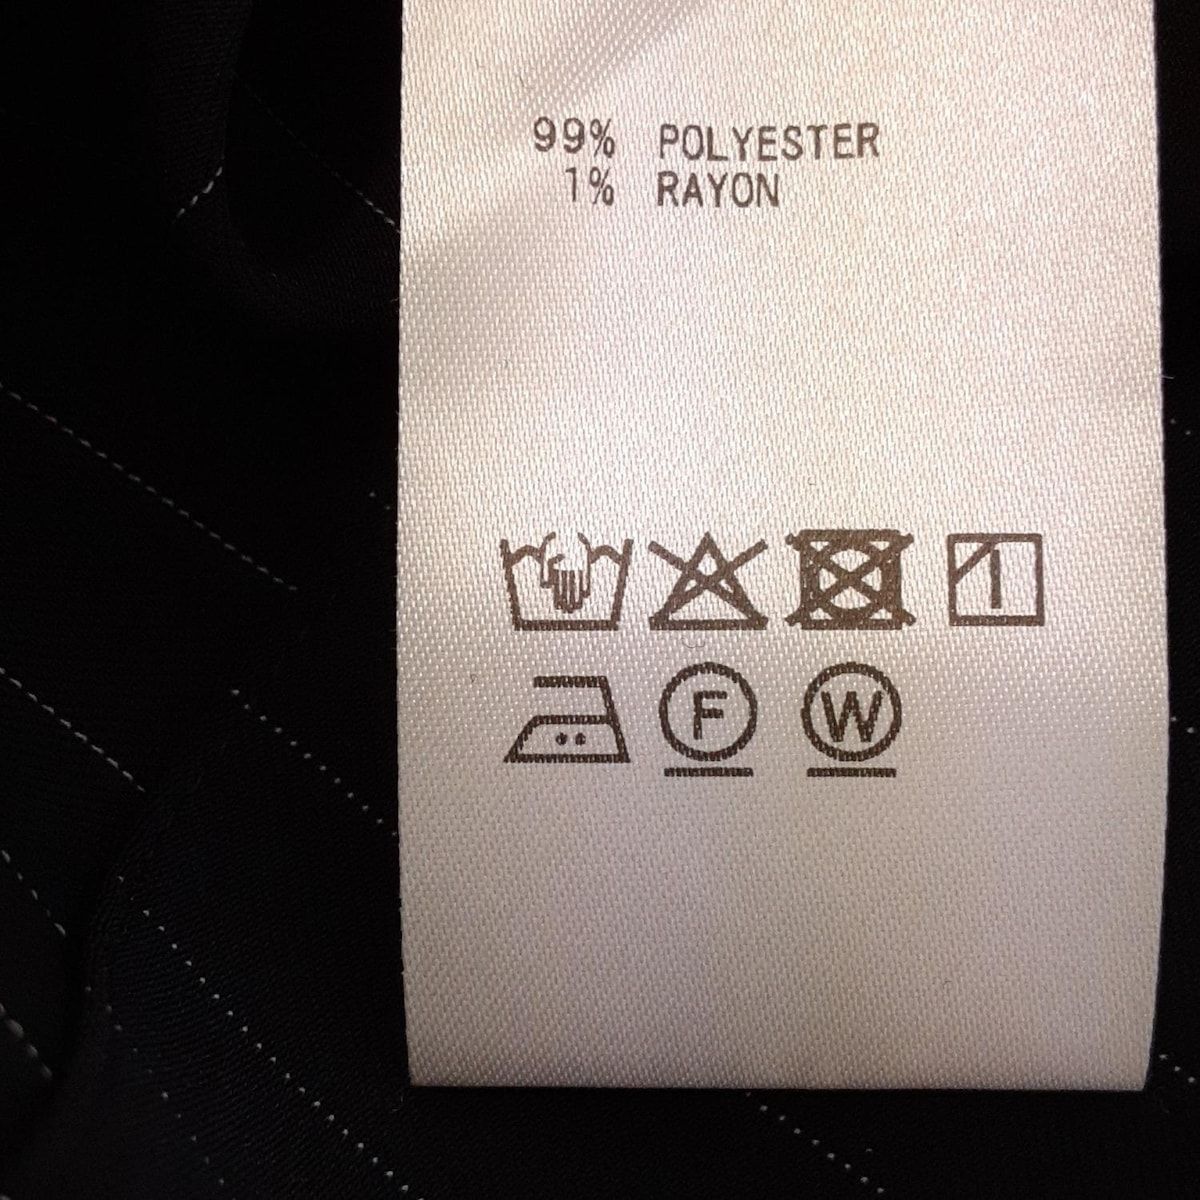 99% POLYESTER
1% RAYON
F W